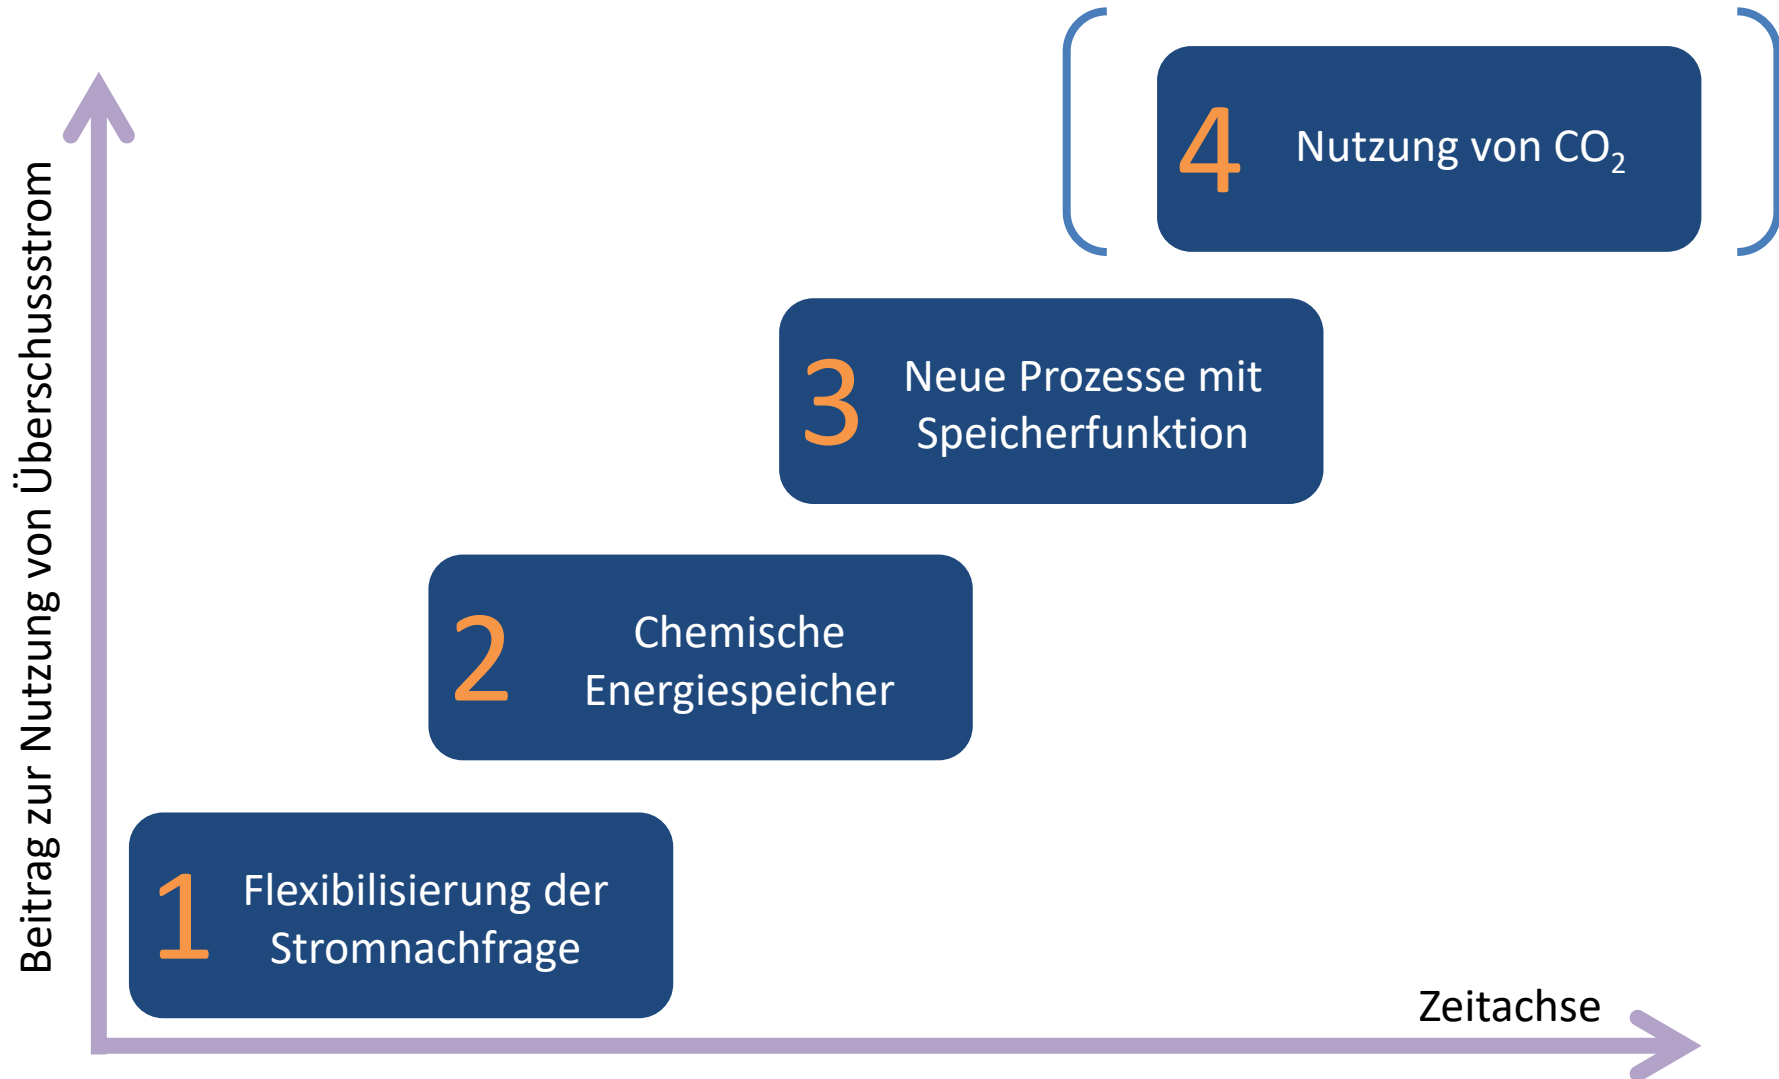 Beitrag zur Nutzung von Überschussstrom
4
Nutzung von CO₂
3
Neue Prozesse mit
Speicherfunktion
2
Chemische
Energiespeicher
1
Flexibilisierung der
Stromnachfrage
Zeitachse